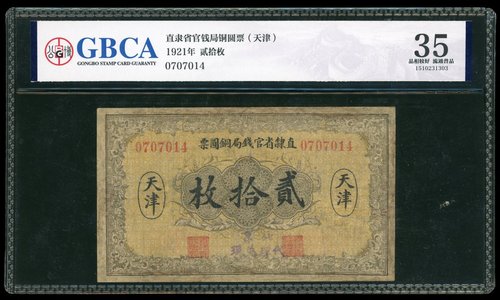 GBCA
GONGBO STAMP CARD GUARANTY
直隶省官钱局铜圆票（天津）
1921年 贰拾枚
0707014
35
品相较好 流通背品
1510231303
票圓銅局錢官省隸直
0707014 0707014
枚拾貳
天津
天津